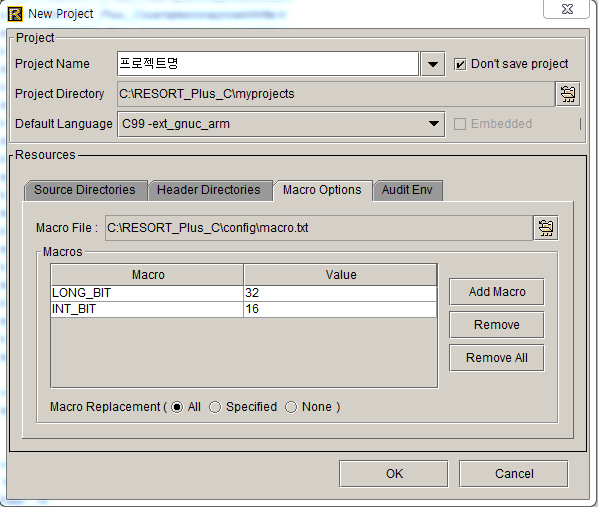 New Project
Project
Project Name 프로젝트명 Don't save project
Project Directory C:\RESORT_Plus_C\myprojects
Default Language C99 -ext_gnuc_arm Embedded
Resources
Source Directories Header Directories Macro Options Audit Env
Macro File : C:\RESORT_Plus_C\config\macro.txt
Macros
Macro Value
LONG_BIT 32
INT_BIT 16
Add Macro
Remove
Remove All
Macro Replacement ( All Specified None )
OK Cancel